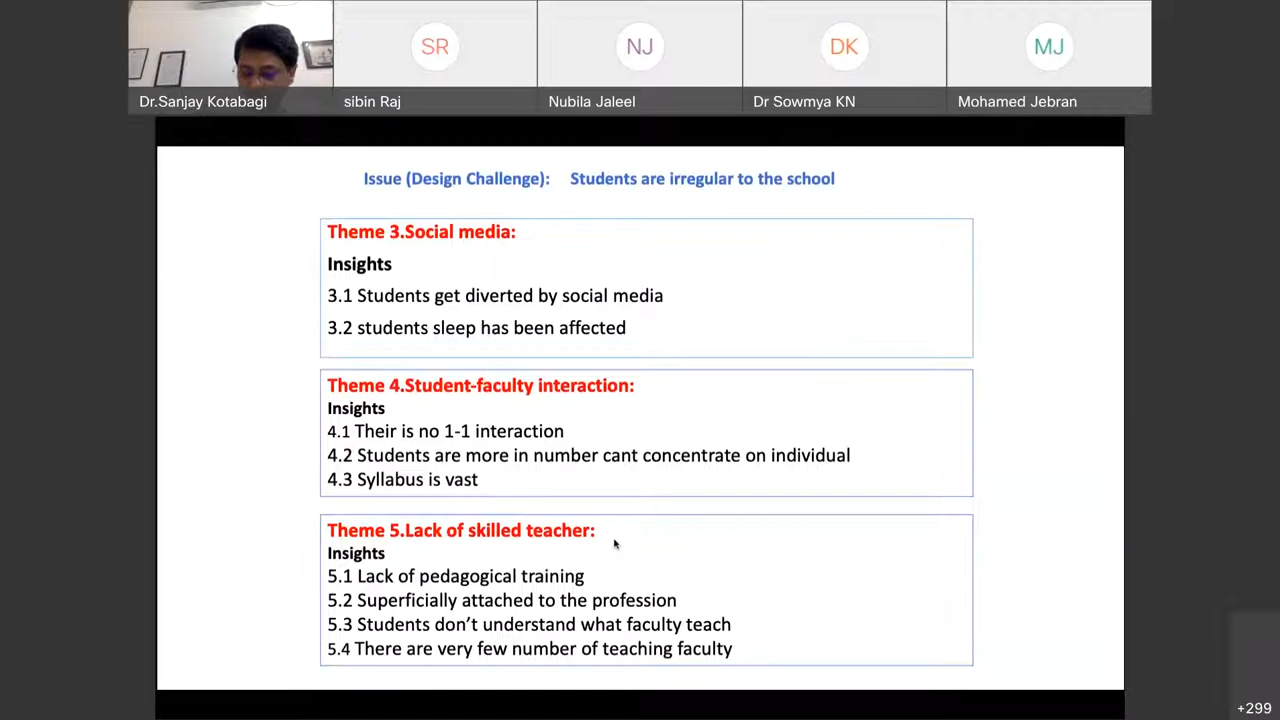 SR
NJ
DK
MJ
Dr.Sanjay Kotabagi
sibin Raj
Nubila Jaleel
Dr Sowmya KN
Mohamed Jebran
Issue (Design Challenge): Students are irregular to the school
Theme 3.Social media:
Insights
3.1 Students get diverted by social media
3.2 students sleep has been affected
Theme 4.Student-faculty interaction:
Insights
4.1 Their is no 1-1 interaction
4.2 Students are more in number cant concentrate on individual
4.3 Syllabus is vast
Theme 5.Lack of skilled teacher:
Insights
5.1 Lack of pedagogical training
5.2 Superficially attached to the profession
5.3 Students don’t understand what faculty teach
5.4 There are very few number of teaching faculty
+299